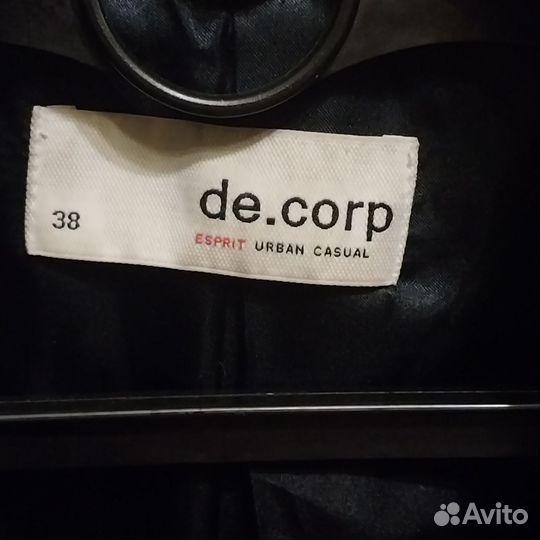 38
de.corp
ESPRIT URBAN CASUAL
Avito